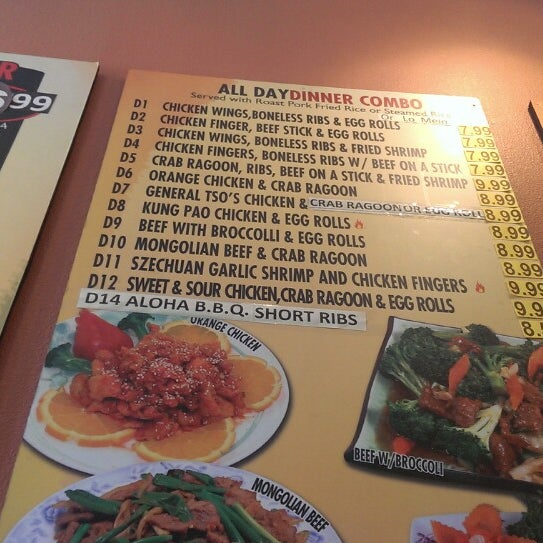 R
699
A
ALL DAY DINNER COMBO
Served with Roast Pork Fried Rice or Steamed Rice
Or Lo Mein
D1 CHICKEN WINGS, BONELESS RIBS & EGG ROLLS 7.99
D2 CHICKEN FINGER, BEEF STICK & EGG ROLLS 7.99
D3 CHICKEN WINGS, BONELESS RIBS & FRIED SHRIMP 7.99
D4 CHICKEN FINGERS, BONELESS RIBS W/ BEEF ON A STICK 7.99
D5 CRAB RAGOON, RIBS, BEEF ON A STICK & FRIED SHRIMP 9.99
D6 ORANGE CHICKEN & CRAB RAGOON 8.99
D7 GENERAL TSO'S CHICKEN & CRAB RAGOON OR EGG ROLL 8.99
D8 KUNG PAO CHICKEN & EGG ROLLS 8.99
D9 BEEF WITH BROCCOLLI & EGG ROLLS 8.99
D10 MONGOLIAN BEEF & CRAB RAGOON 9.99
D11 SZECHUAN GARLIC SHRIMP AND CHICKEN FINGERS 9.99
D12 SWEET & SOUR CHICKEN, CRAB RAGOON & EGG ROLLS
D14 ALOHA B.B.Q. SHORT RIBS
ORANGE CHICKEN
BEEF W/BROCCOLI
MONGOLIAN BEEF